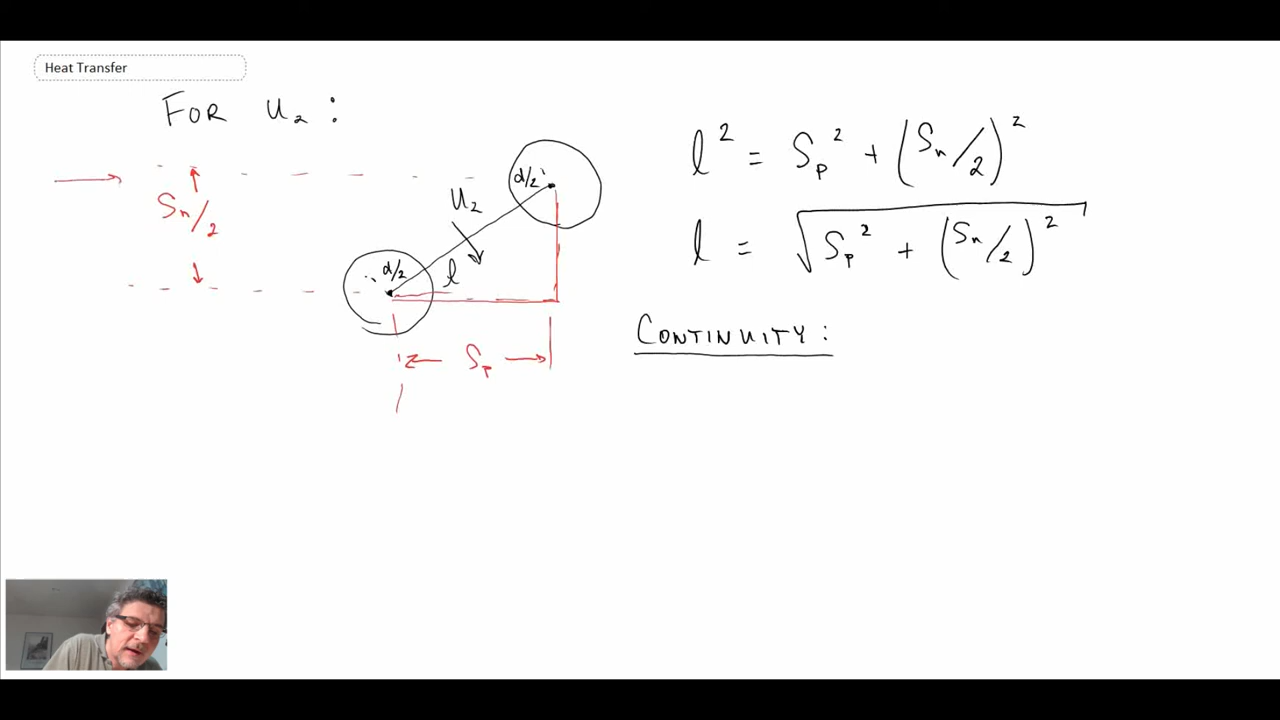 Heat Transfer
FOR u₂ :
Sn/2
d/2
u₂
d/2
l
Sp
l² = Sp² + (Sn/2)²
l = √(Sp² + (Sn/2)²)
CONTINUITY :